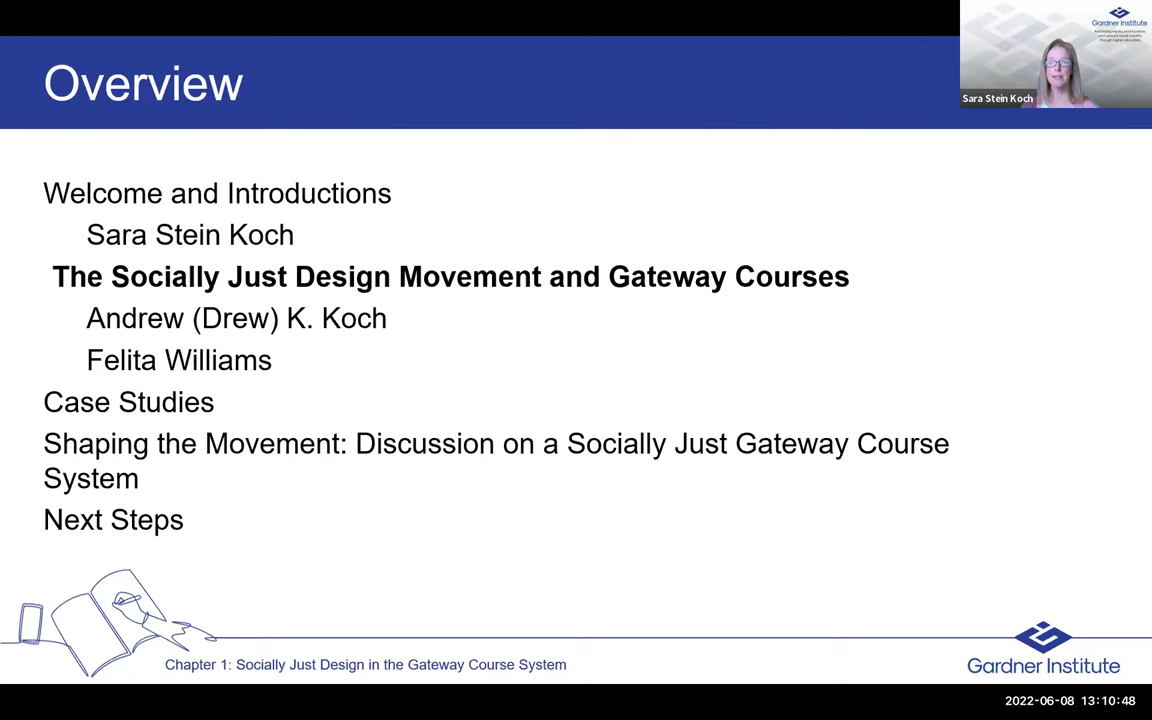 Overview
Gardner Institute
Sara Stein Koch
Welcome and Introductions
Sara Stein Koch
The Socially Just Design Movement and Gateway Courses
Andrew (Drew) K. Koch
Felita Williams
Case Studies
Shaping the Movement: Discussion on a Socially Just Gateway Course
System
Next Steps
Chapter 1: Socially Just Design in the Gateway Course System
Gardner Institute
2022-06-08 13:10:48